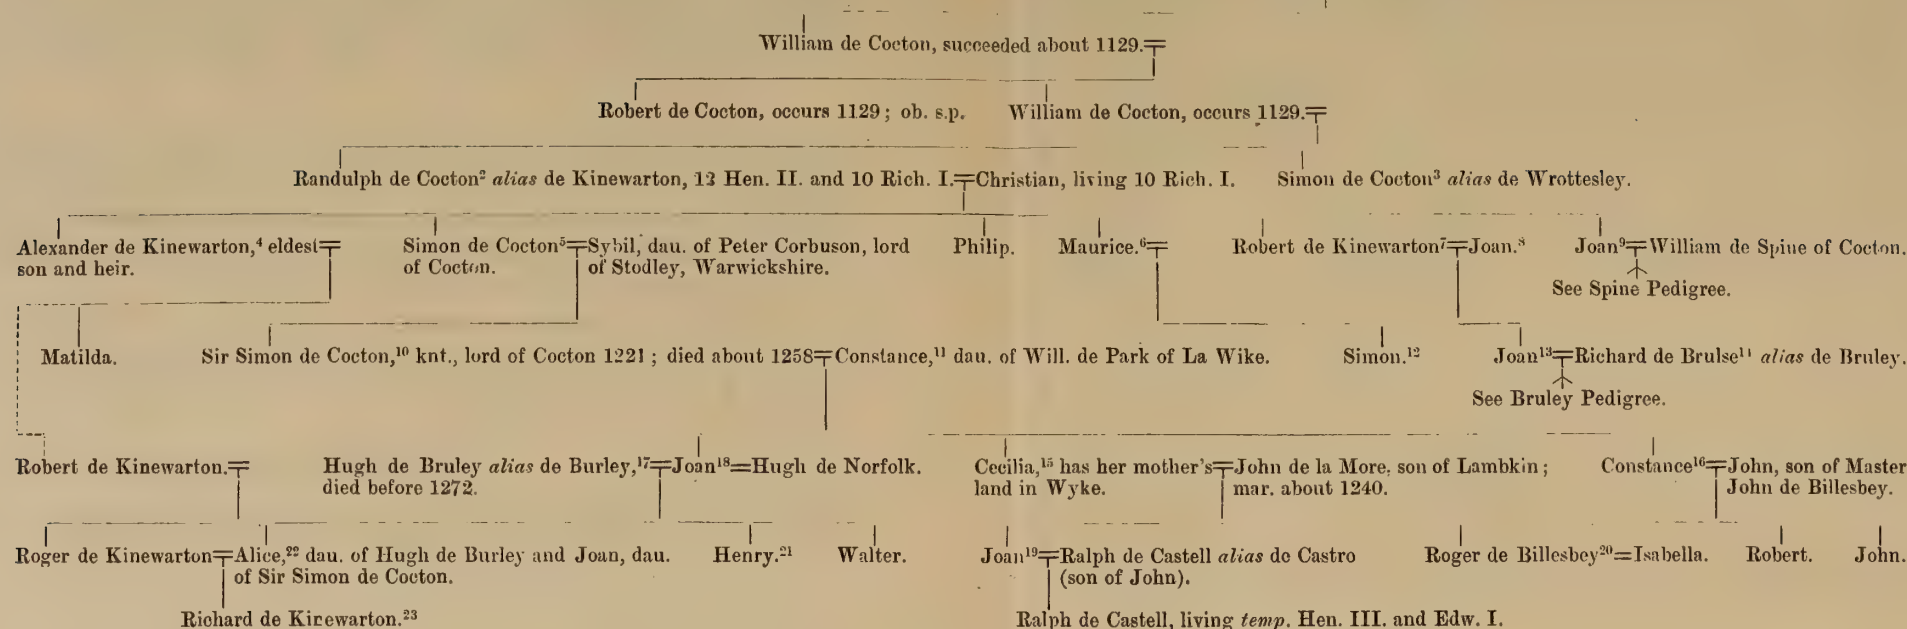 William de Cocton, succeeded about 1129.
Robert de Cocton, occurs 1129; ob. s.p. William de Cocton, occurs 1129.
Randulph de Cocton² alias de Kinewarton, 12 Hen. II. and 10 Rich. I. Christian, living 10 Rich. I. Simon de Cocton³ alias de Wrottesley.
Alexander de Kinewarton,⁴ eldest Simon de Cocton⁵ Sybil, dau. of Peter Corbuson, lord Philip. Maurice.⁶ Robert de Kinewarton⁷ Joan.⁸ Joan⁹ William de Spine of Cocton.
son and heir. of Cocton. of Stodley, Warwickshire.
See Spine Pedigree.
Matilda. Sir Simon de Cocton,¹⁰ knt., lord of Cocton 1221; died about 1258 Constance,¹¹ dau. of Will. de Park of La Wike. Simon.¹² Joan¹³ Richard de Brulse¹⁴ alias de Bruley.
See Bruley Pedigree.
Robert de Kinewarton. Hugh de Bruley alias de Burley,¹⁷ Joan¹⁸=Hugh de Norfolk. Cecilia,¹⁵ has her mother's John de la More, son of Lambkin; Constance¹⁶ John, son of Master
died before 1272. land in Wyke. mar. about 1240. John de Billesbey.
Roger de Kinewarton Alice,²² dau. of Hugh de Burley and Joan, dau. Henry.²¹ Walter. Joan¹⁹ Ralph de Castell alias de Castro Roger de Billesbey²⁰=Isabella. Robert. John.
of Sir Simon de Cocton. (son of John).
Richard de Kinewarton.²³ Ralph de Castell, living temp. Hen. III. and Edw. I.